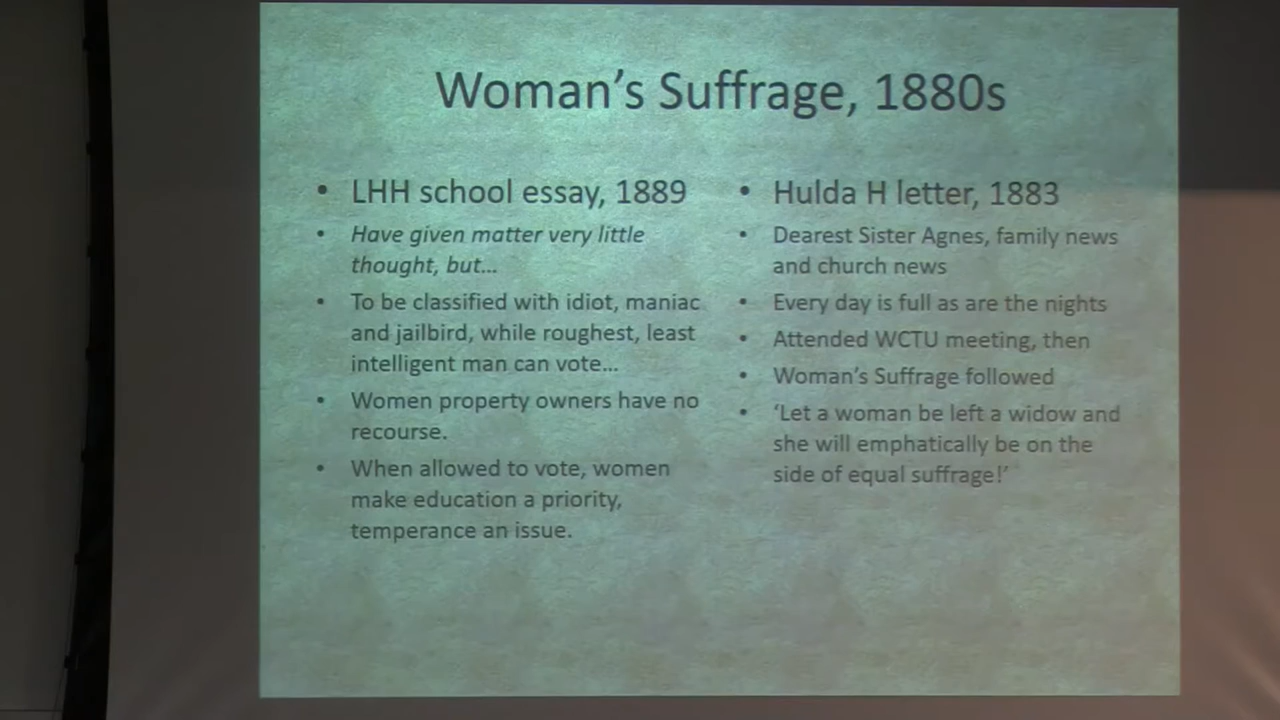 Woman's Suffrage, 1880s
• LHH school essay, 1889
• Have given matter very little
thought, but...
• To be classified with idiot, maniac
and jailbird, while roughest, least
intelligent man can vote...
• Women property owners have no
recourse.
• When allowed to vote, women
make education a priority,
temperance an issue.
• Hulda H letter, 1883
• Dearest Sister Agnes, family news
and church news
• Every day is full as are the nights
• Attended WCTU meeting, then
• Woman's Suffrage followed
• ‘Let a woman be left a widow and
she will emphatically be on the
side of equal suffrage!’